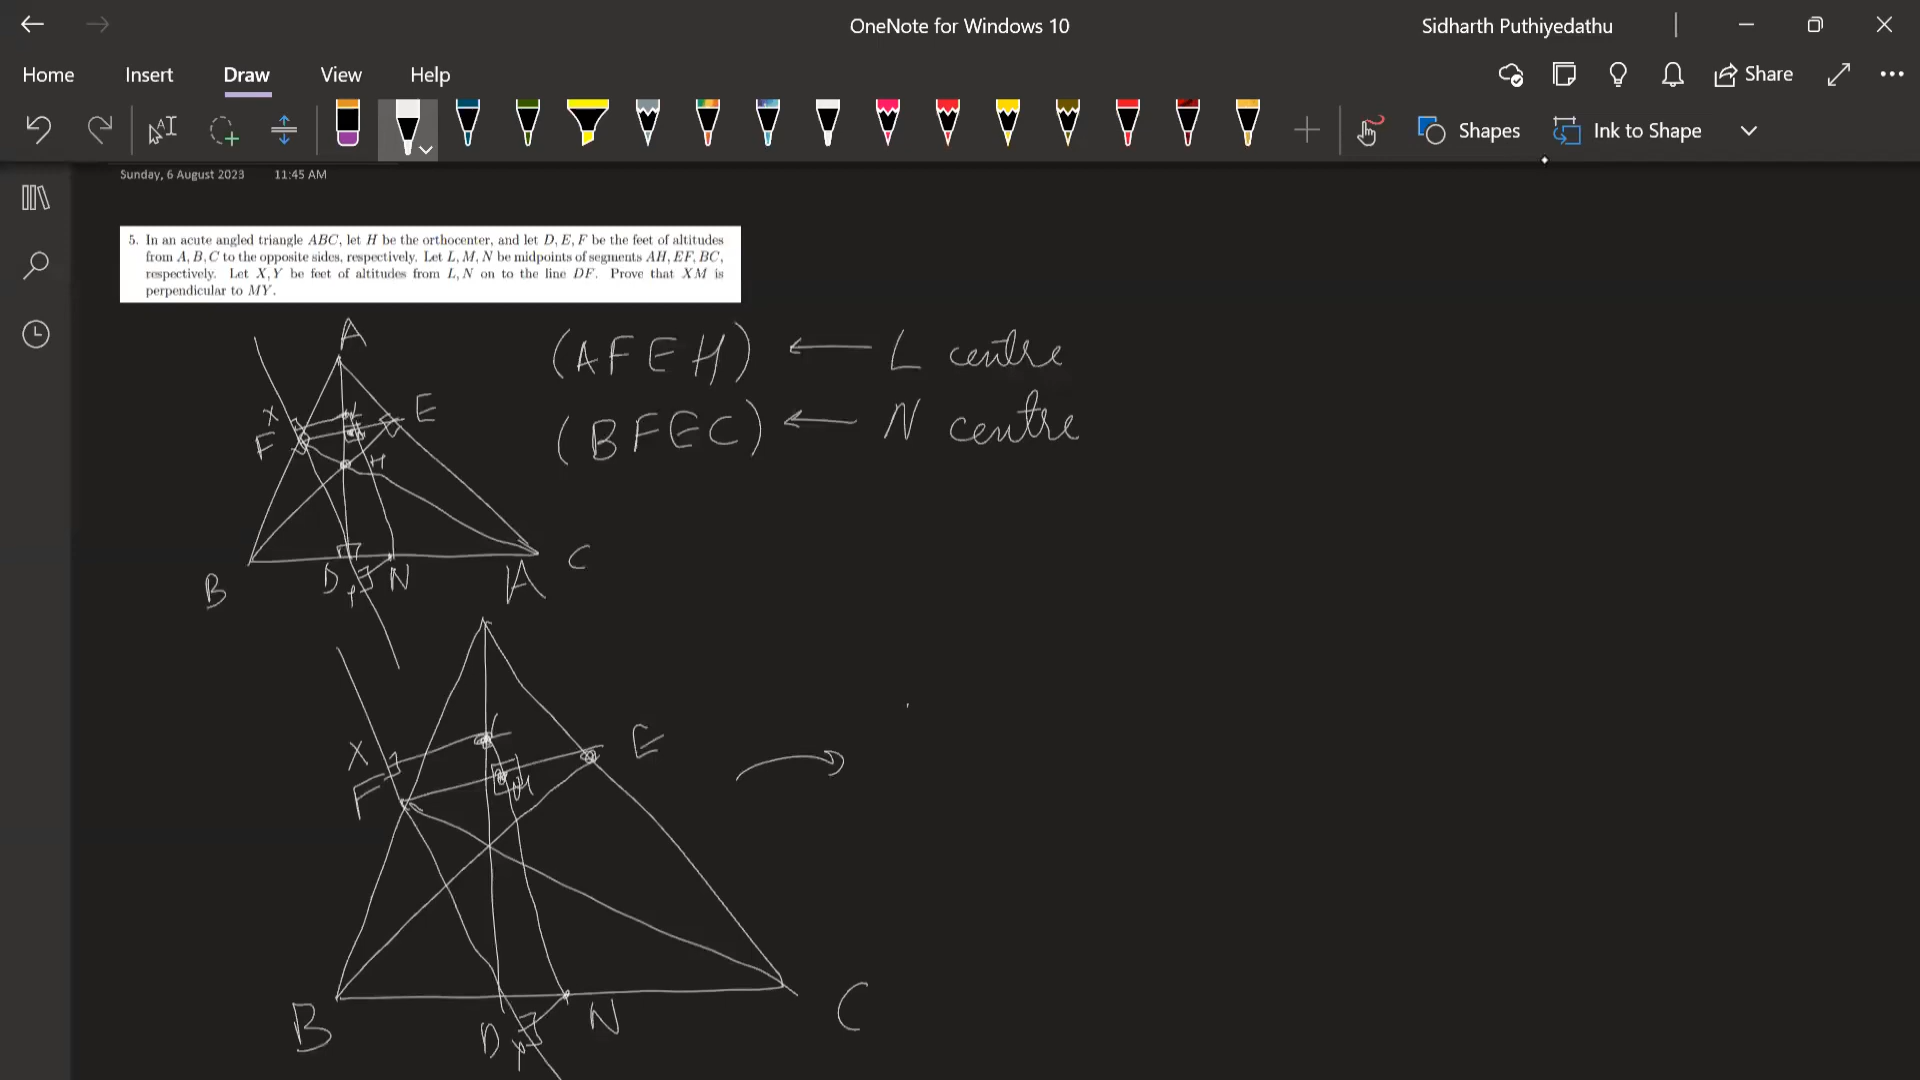 OneNote for Windows 10
Sidharth Puthiyedathu
Home Insert Draw View Help
Share
Shapes
Ink to Shape
Sunday, 6 August 2023 11:45 AM
5. In an acute angled triangle ABC, let H be the orthocenter, and let D, E, F be the feet of altitudes
from A, B, C to the opposite sides, respectively. Let L, M, N be midpoints of segments AH, EF, BC,
respectively. Let X, Y be feet of altitudes from L, N on to the line DF. Prove that XM is
perpendicular to MY.
A
(AFEH) ← L centre
X
E
F
(BFEC) ← N centre
H
C
B
D
N
A
X
E
F
M
B
D
N
C